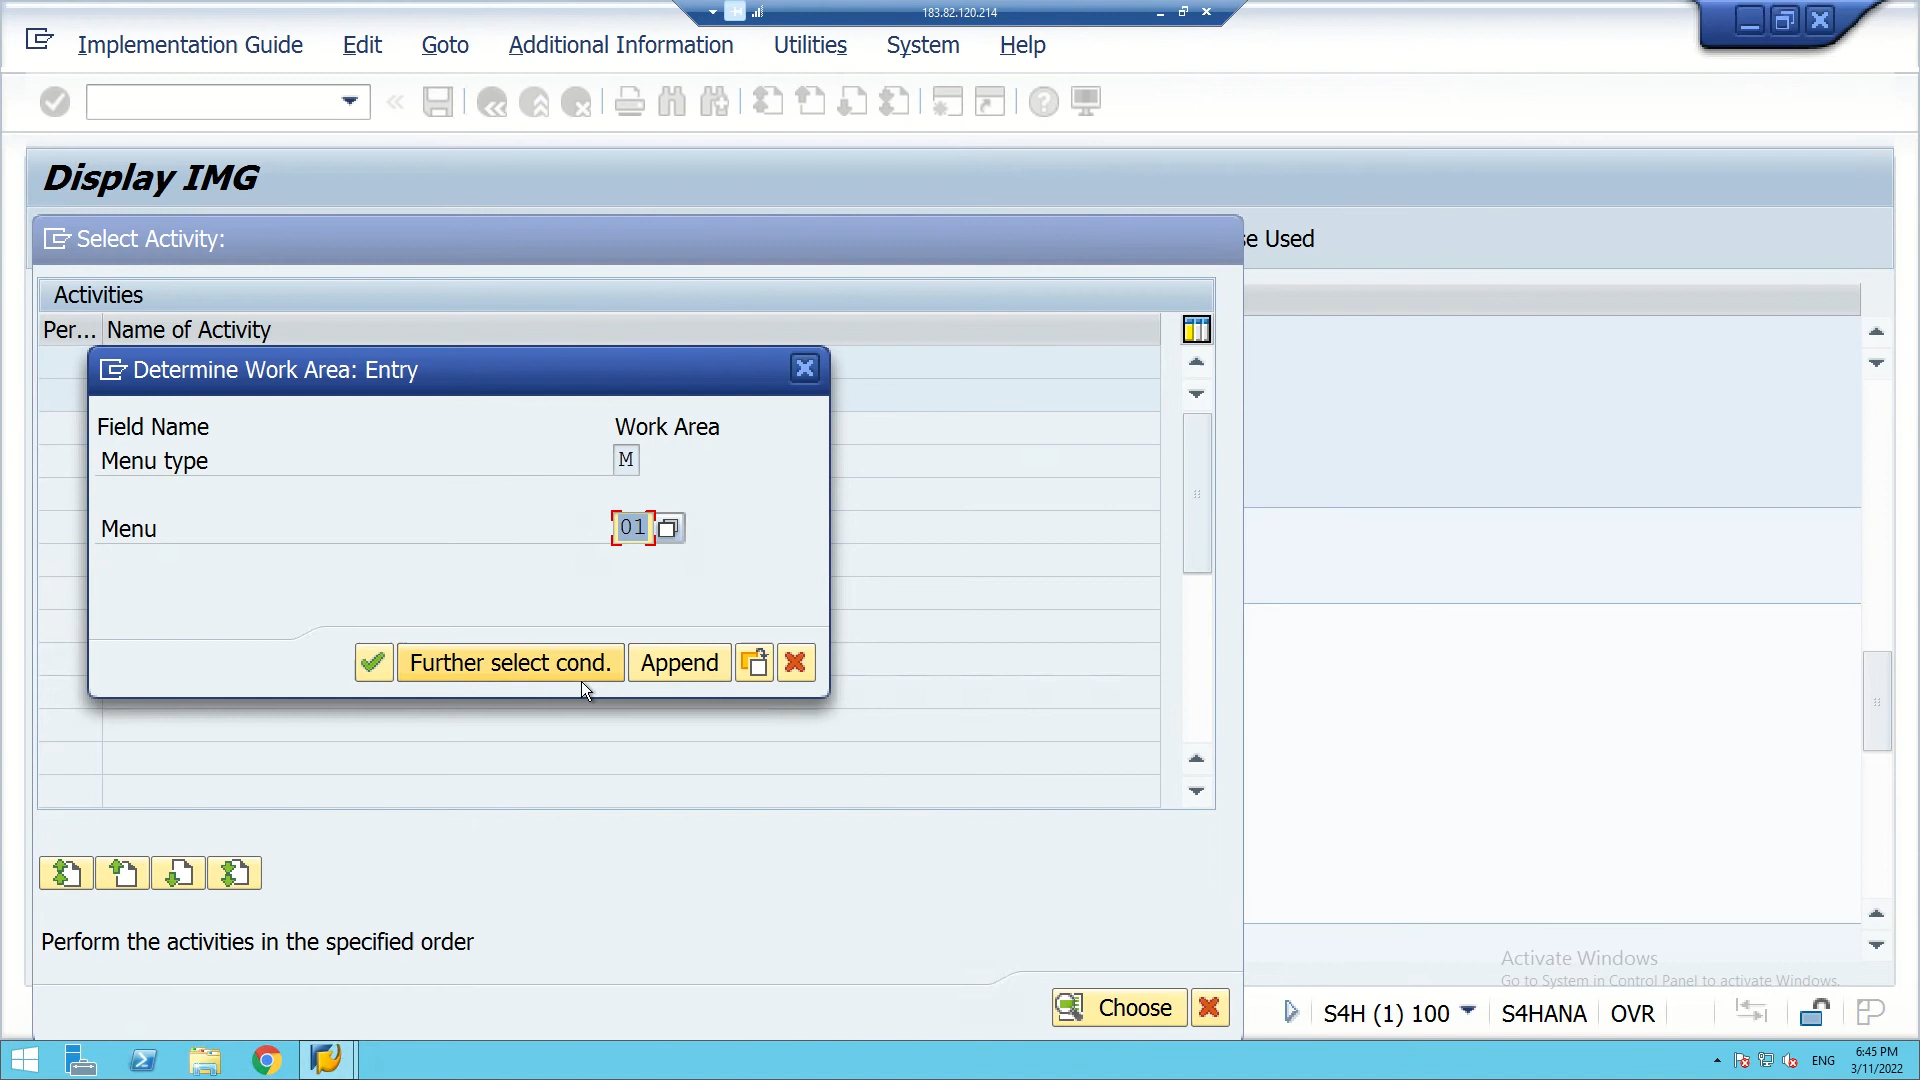 183.82.120.214
Implementation Guide Edit Goto Additional Information Utilities System Help
Display IMG
Select Activity:
se Used
Activities
Per... Name of Activity
Determine Work Area: Entry
Field Name Work Area
Menu type M
Menu 01
Further select cond. Append
Perform the activities in the specified order
Activate Windows
Go to System in Control Panel to activate Windows.
Choose
S4H (1) 100 S4HANA OVR
ENG
6:45 PM
3/11/2022